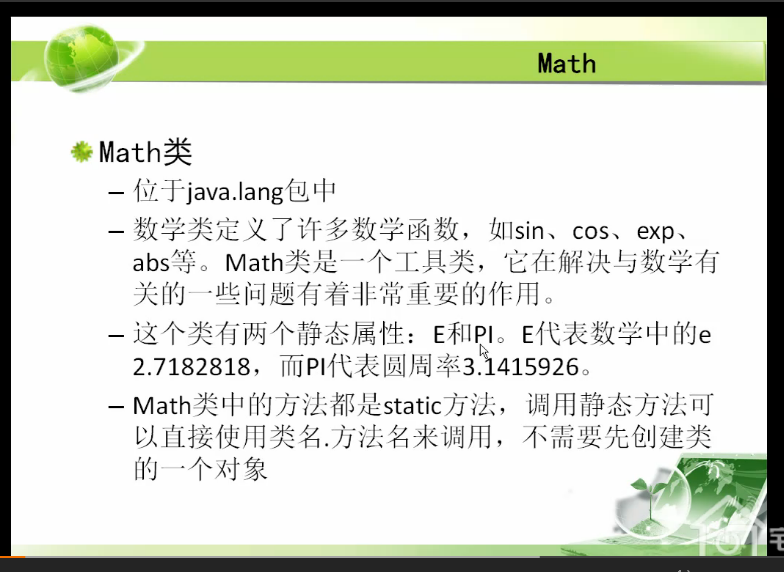 Math
Math类
– 位于java.lang包中
– 数学类定义了许多数学函数，如sin、cos、exp、
abs等。Math类是一个工具类，它在解决与数学有
关的一些问题有着非常重要的作用。
– 这个类有两个静态属性：E和PI。E代表数学中的e
2.7182818，而PI代表圆周率3.1415926。
– Math类中的方法都是static方法，调用静态方法可
以直接使用类名.方法名来调用，不需要先创建类
的一个对象